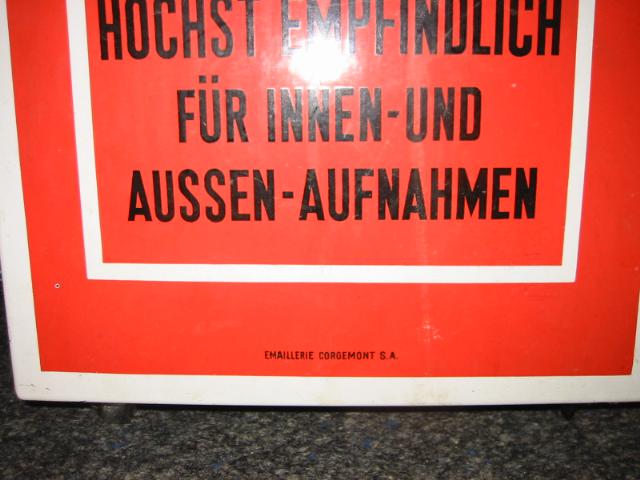 HÖCHST EMPFINDLICH
FÜR INNEN-UND
AUSSEN-AUFNAHMEN
EMAILLERIE CORGEMONT S.A.